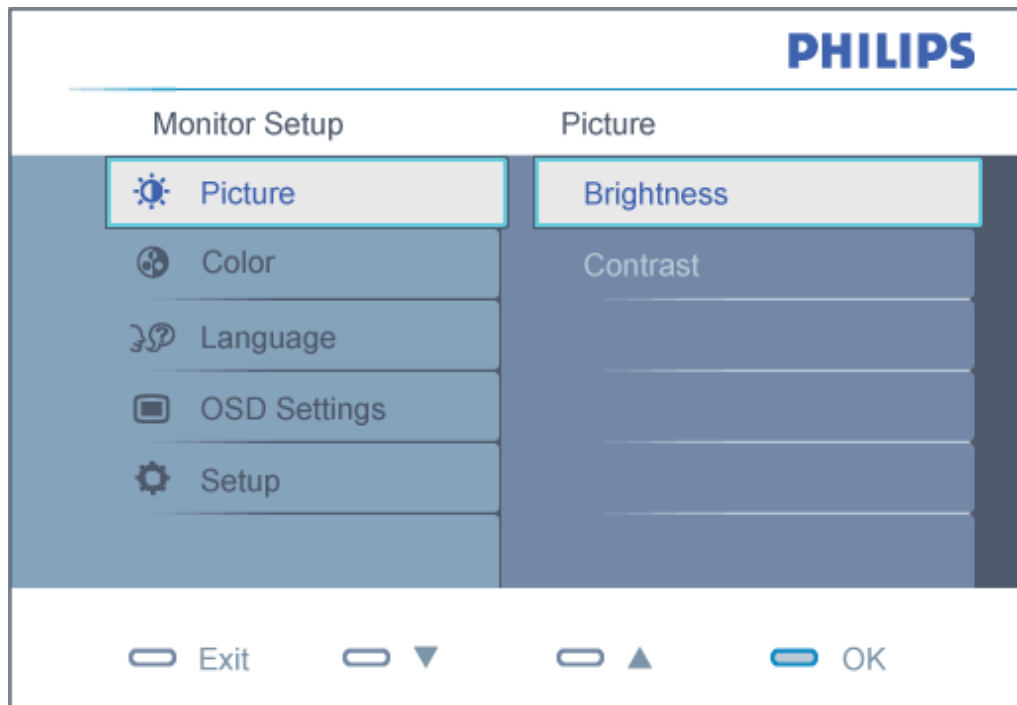 PHILIPS
Monitor Setup Picture
Picture Brightness
Color Contrast
Language
OSD Settings
Setup
Exit ▼ ▲ OK